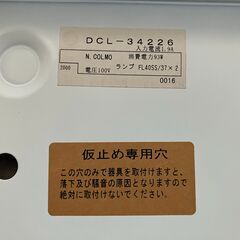 DCL-34226
入力電流1.9A
N.COLMO 消費電力93W
2000 電圧100V ランプ FL40SS/37×2
0016
仮止め専用穴
この穴のみで器具を取付けますと、
落下及び騒音の原因となりますので
絶対に行わないでください。